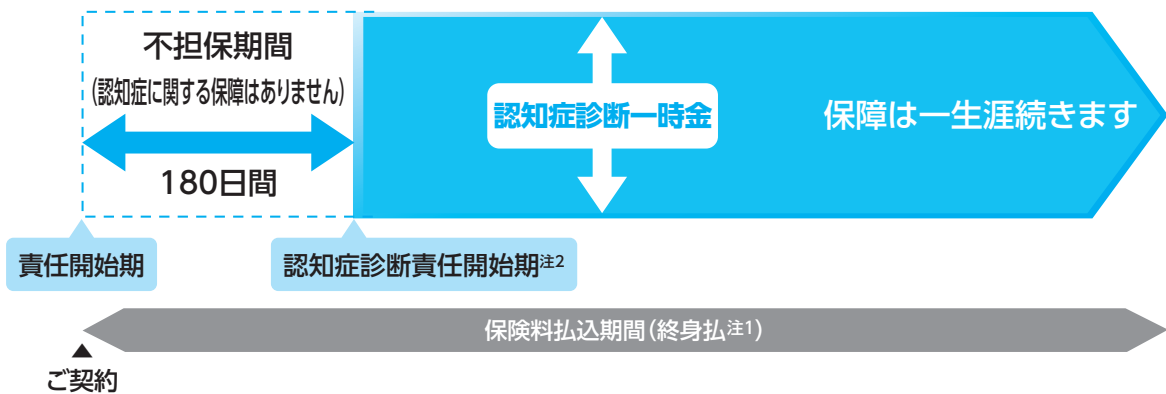 不担保期間
(認知症に関する保障はありません)
180日間
認知症診断一時金
保障は一生涯続きます
責任開始期
認知症診断責任開始期注2
保険料払込期間(終身払注1)
ご契約